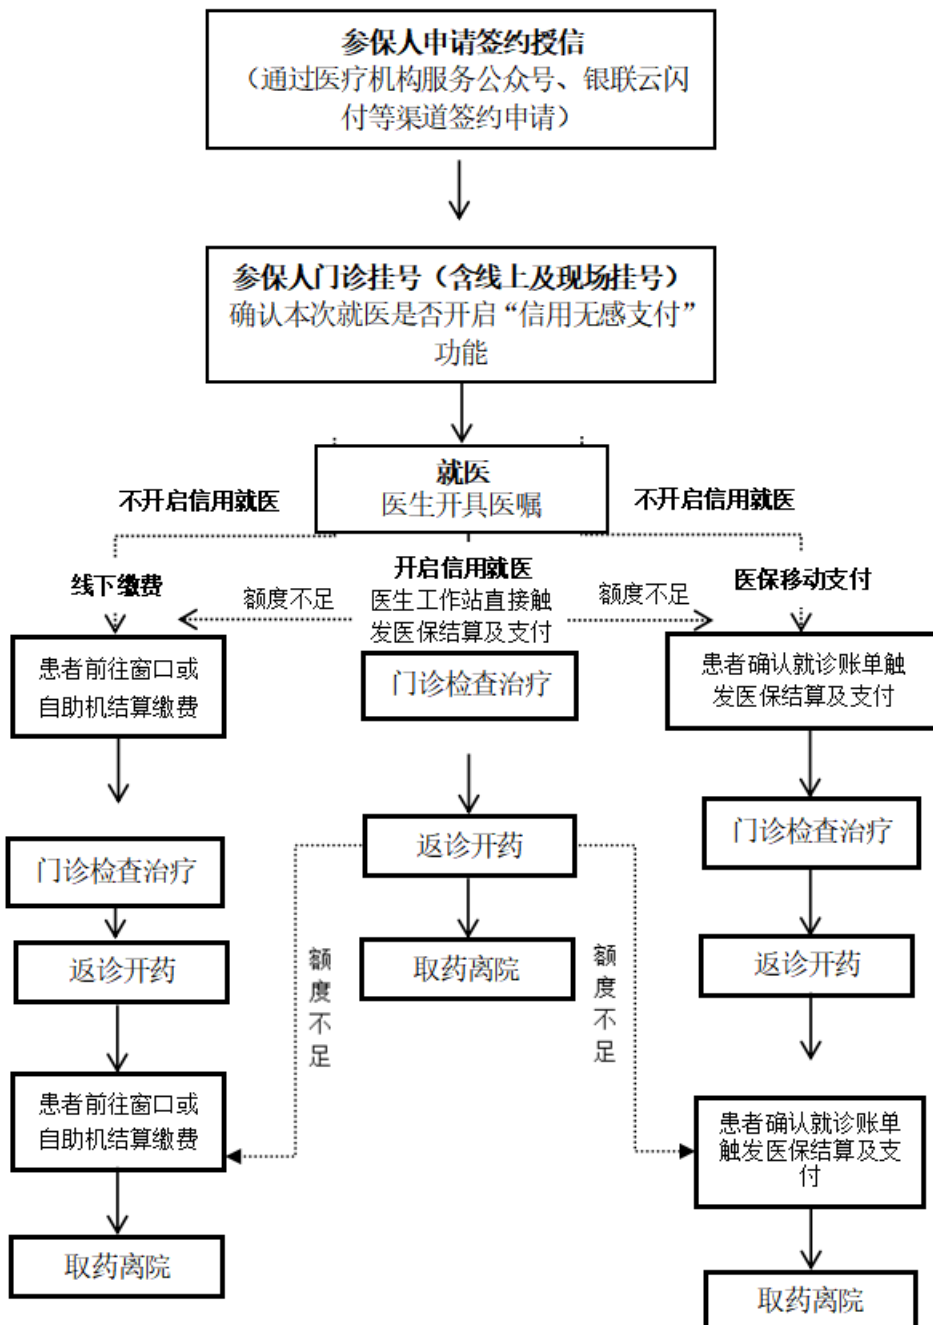 参保人申请签约授信
（通过医疗机构服务公众号、银联云闪
付等渠道签约申请）
参保人门诊挂号（含线上及现场挂号）
确认本次就医是否开启“信用无感支付”
功能
就医
医生开具医嘱
不开启信用就医
不开启信用就医
线下缴费
额度不足
开启信用就医
医生工作站直接触
发医保结算及支付
额度不足
医保移动支付
患者前往窗口或
自助机结算缴费
门诊检查治疗
患者确认就诊账单触
发医保结算及支付
门诊检查治疗
返诊开药
门诊检查治疗
返诊开药
额度不足
取药离院
额度不足
返诊开药
患者前往窗口或
自助机结算缴费
患者确认就诊账单
触发医保结算及支
付
取药离院
取药离院